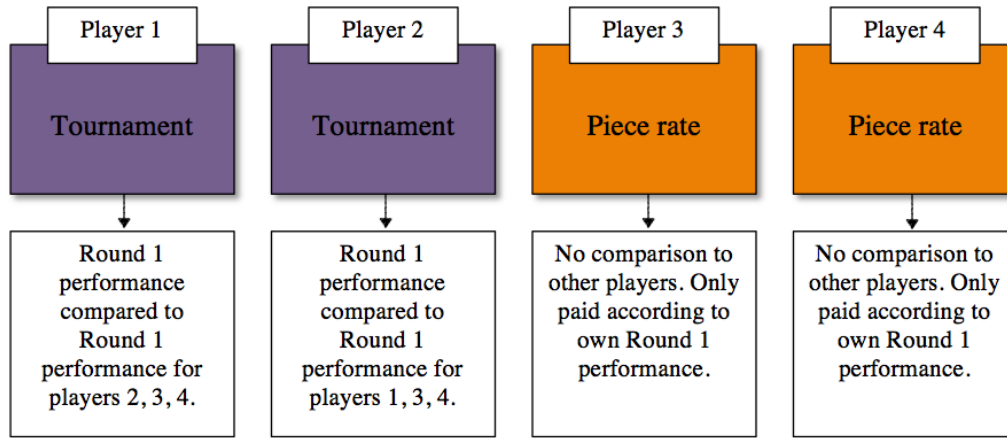 Player 1
Tournament
Round 1
performance
compared to
Round 1
performance for
players 2, 3, 4.
Player 2
Tournament
Round 1
performance
compared to
Round 1
performance for
players 1, 3, 4.
Player 3
Piece rate
No comparison to
other players. Only
paid according to
own Round 1
performance.
Player 4
Piece rate
No comparison to
other players. Only
paid according to
own Round 1
performance.